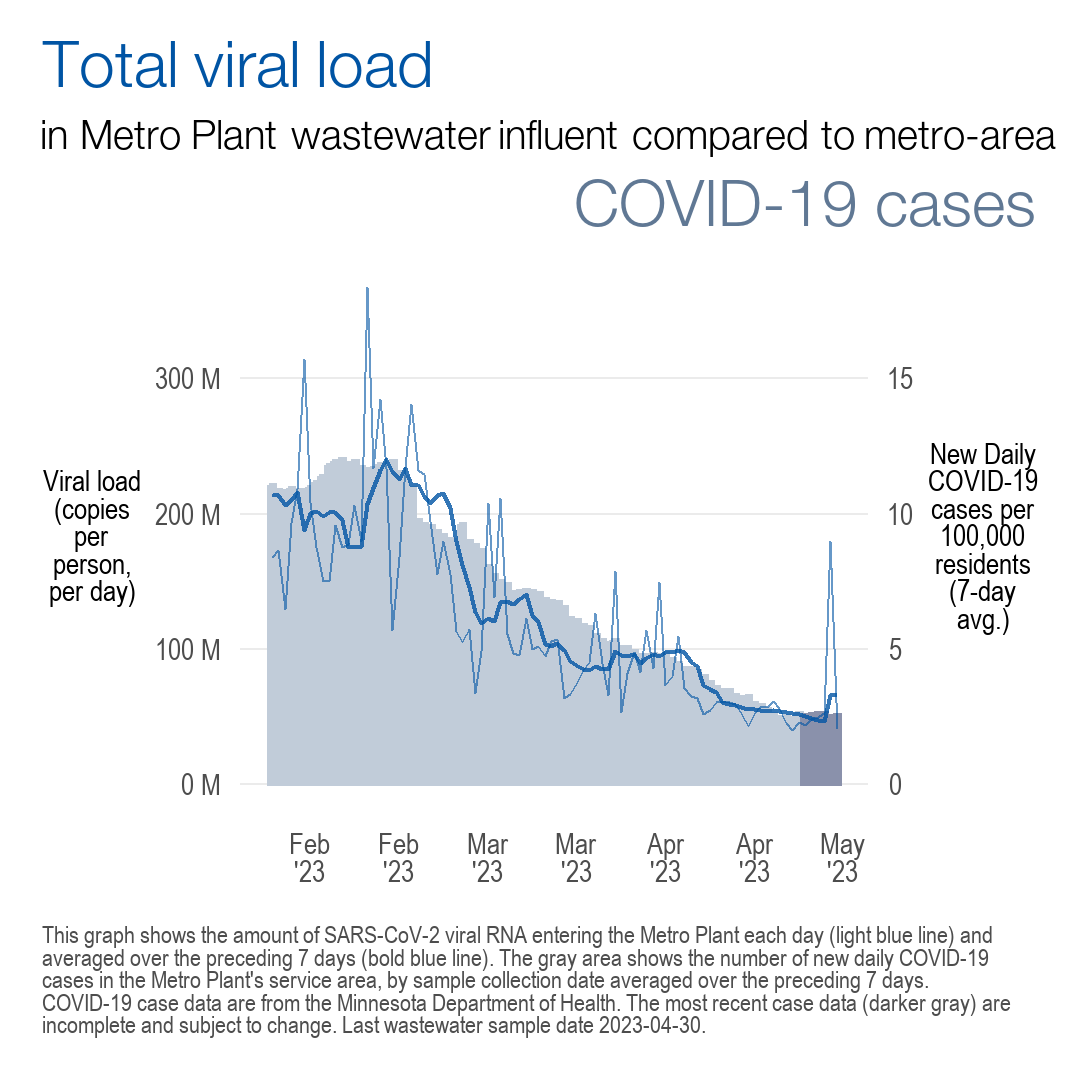 Total viral load
in Metro Plant wastewater influent compared to metro-area
COVID-19 cases
300 M
200 M
100 M
0 M
Viral load
(copies
per
person,
per day)
15
10
5
0
New Daily
COVID-19
cases per
100,000
residents
(7-day
avg.)
Feb
'23
Feb
'23
Mar
'23
Mar
'23
Apr
'23
Apr
'23
May
'23
This graph shows the amount of SARS-CoV-2 viral RNA entering the Metro Plant each day (light blue line) and
averaged over the preceding 7 days (bold blue line). The gray area shows the number of new daily COVID-19
cases in the Metro Plant's service area, by sample collection date averaged over the preceding 7 days.
COVID-19 case data are from the Minnesota Department of Health. The most recent case data (darker gray) are
incomplete and subject to change. Last wastewater sample date 2023-04-30.